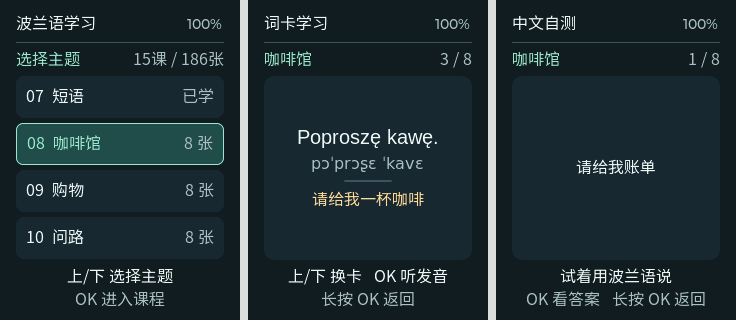 波兰语学习 100%
选择主题 15课 / 186张
07 短语 已学
08 咖啡馆 8 张
09 购物 8 张
10 问路 8 张
上/下 选择主题
OK 进入课程
词卡学习 100%
咖啡馆 3 / 8
Poproszę kawę.
pɔˈprɔʂɛ ˈkavɛ
请给我一杯咖啡
上/下 换卡 OK 听发音
长按 OK 返回
中文自测 100%
咖啡馆 1 / 8
请给我账单
试着用波兰语说
OK 看答案 长按 OK 返回